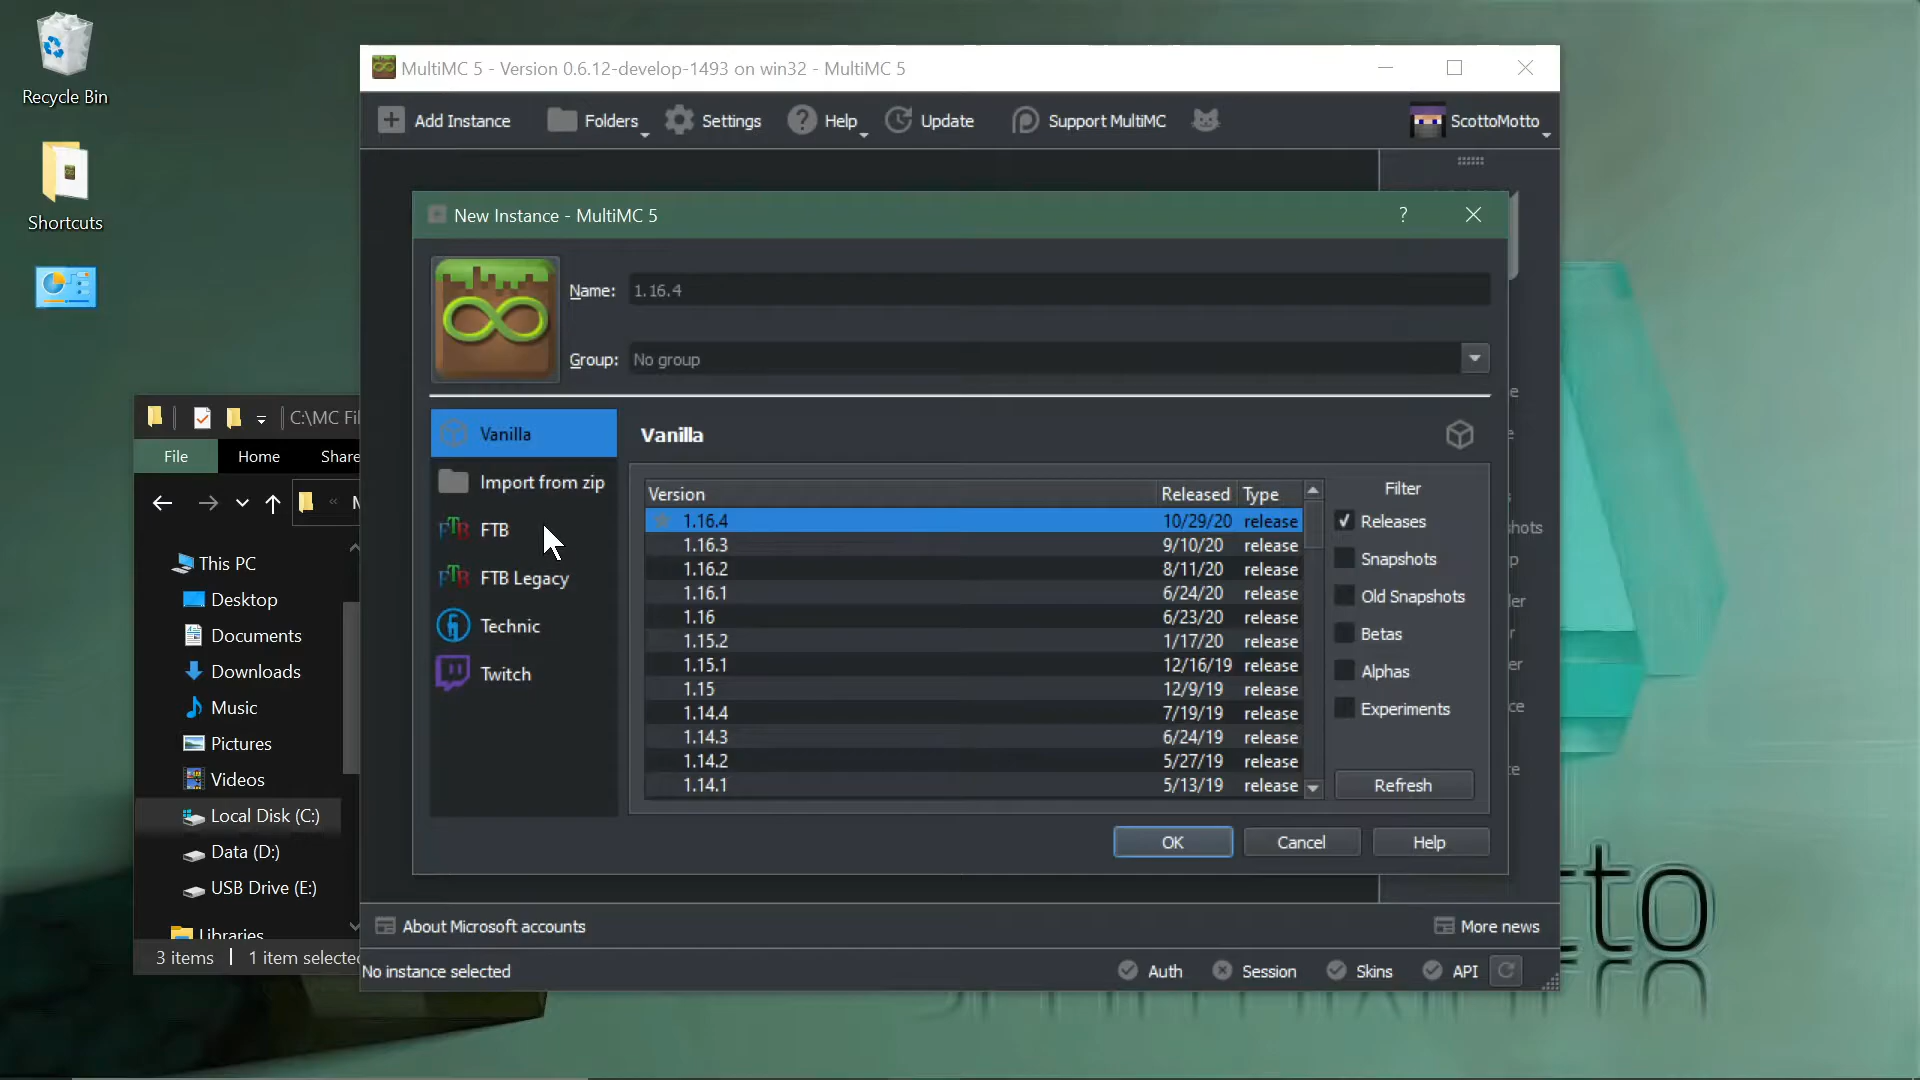 Recycle Bin
Shortcuts
MultiMC 5 - Version 0.6.12-develop-1493 on win32 - MultiMC 5
Add Instance
Folders
Settings
Help
Update
Support MultiMC
ScottoMotto
New Instance - MultiMC 5
?
Name:
1.16.4
Group:
No group
Vanilla
Import from zip
FTB
FTB Legacy
Technic
Twitch
Vanilla
Version Released Type
1.16.4 10/29/20 release
1.16.3 9/10/20 release
1.16.2 8/11/20 release
1.16.1 6/24/20 release
1.16 6/23/20 release
1.15.2 1/17/20 release
1.15.1 12/16/19 release
1.15 12/9/19 release
1.14.4 7/19/19 release
1.14.3 6/24/19 release
1.14.2 5/27/19 release
1.14.1 5/13/19 release
Filter
Releases
Snapshots
Old Snapshots
Betas
Alphas
Experiments
Refresh
OK
Cancel
Help
About Microsoft accounts
More news
No instance selected
Auth
Session
Skins
API
C:\MC Fi
File
Home
Share
This PC
Desktop
Documents
Downloads
Music
Pictures
Videos
Local Disk (C:)
Data (D:)
USB Drive (E:)
Libraries
3 items
1 item selected